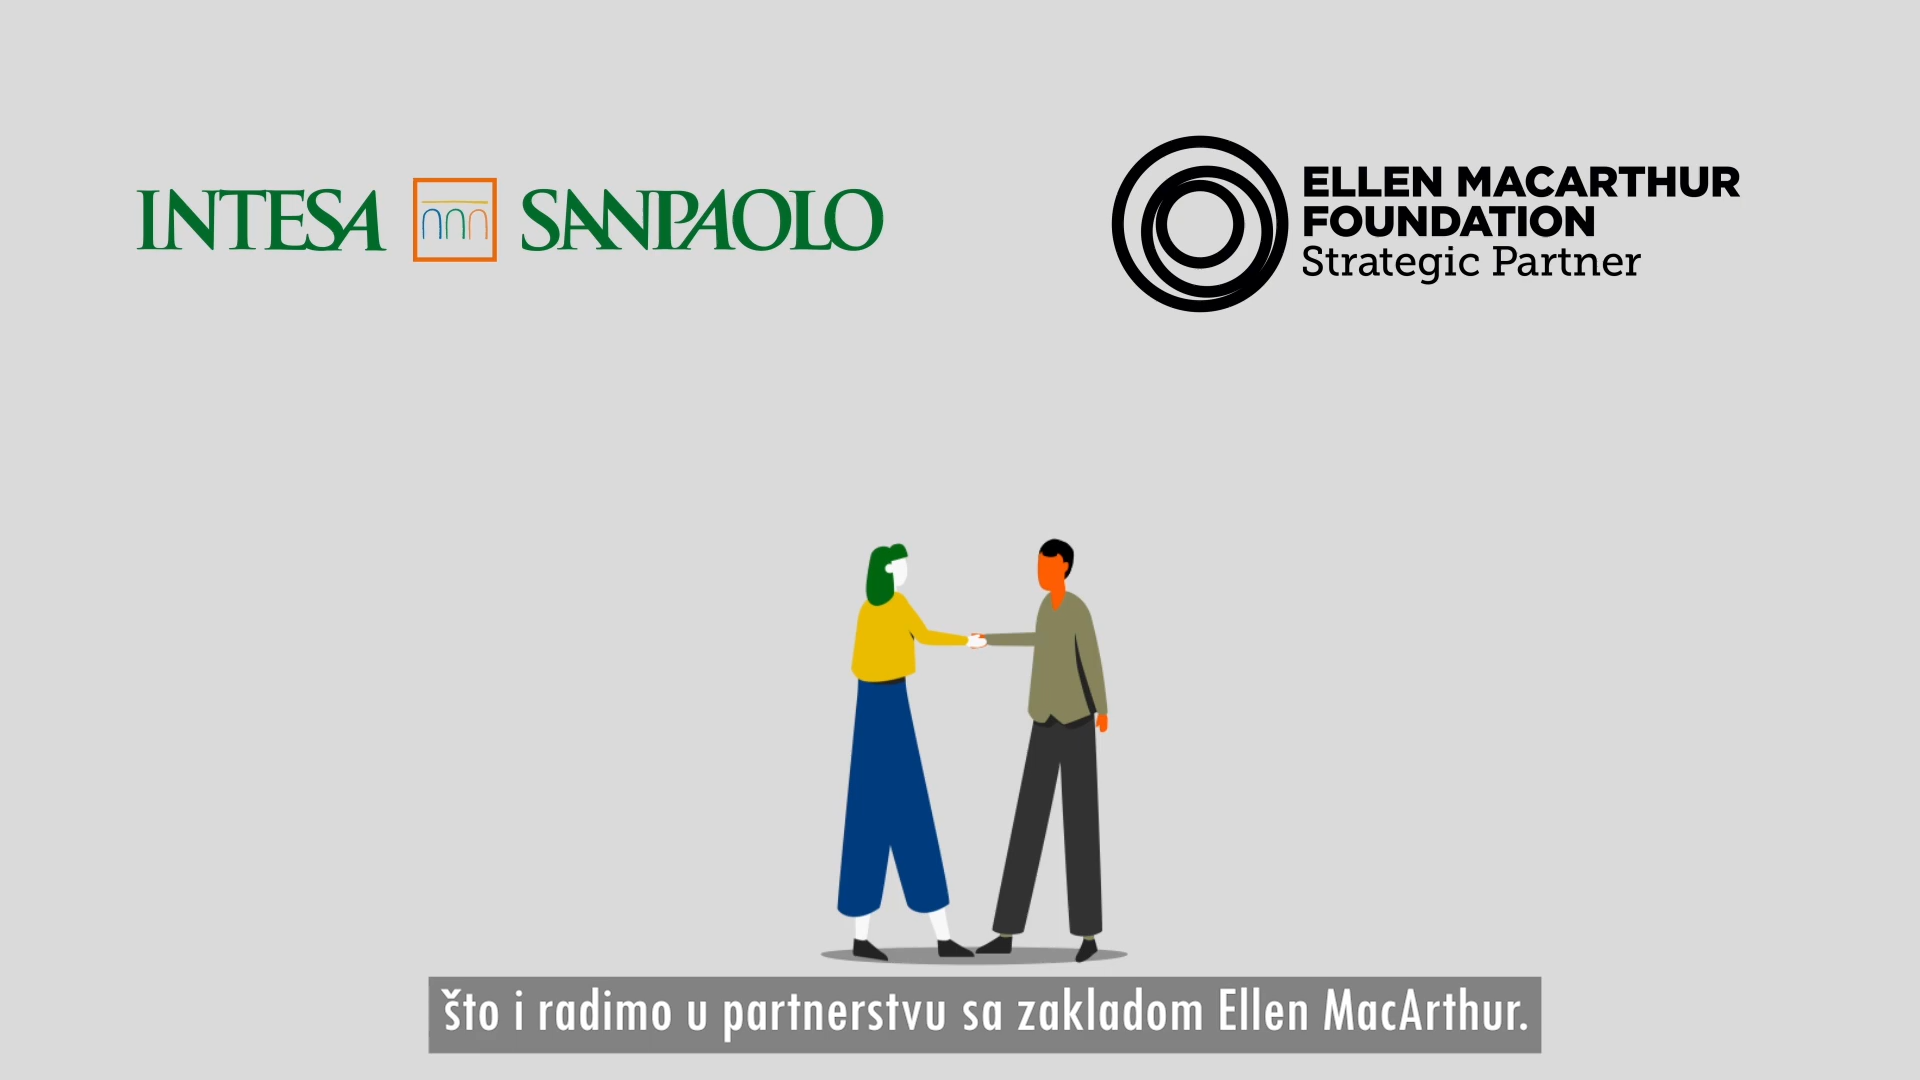 INTESA SANPAOLO
ELLEN MACARTHUR
FOUNDATION
Strategic Partner
što i radimo u partnerstvu sa zakladom Ellen MacArthur.